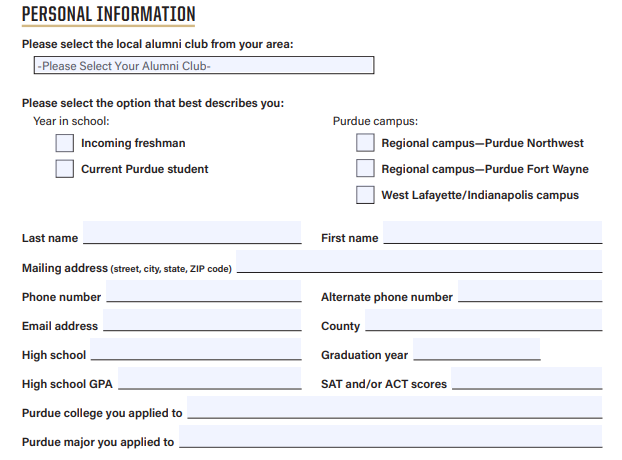 PERSONAL INFORMATION
Please select the local alumni club from your area:
-Please Select Your Alumni Club-
Please select the option that best describes you:
Year in school: Purdue campus:
Incoming freshman Regional campus—Purdue Northwest
Current Purdue student Regional campus—Purdue Fort Wayne
West Lafayette/Indianapolis campus
Last name First name
Mailing address (street, city, state, ZIP code)
Phone number Alternate phone number
Email address County
High school Graduation year
High school GPA SAT and/or ACT scores
Purdue college you applied to
Purdue major you applied to